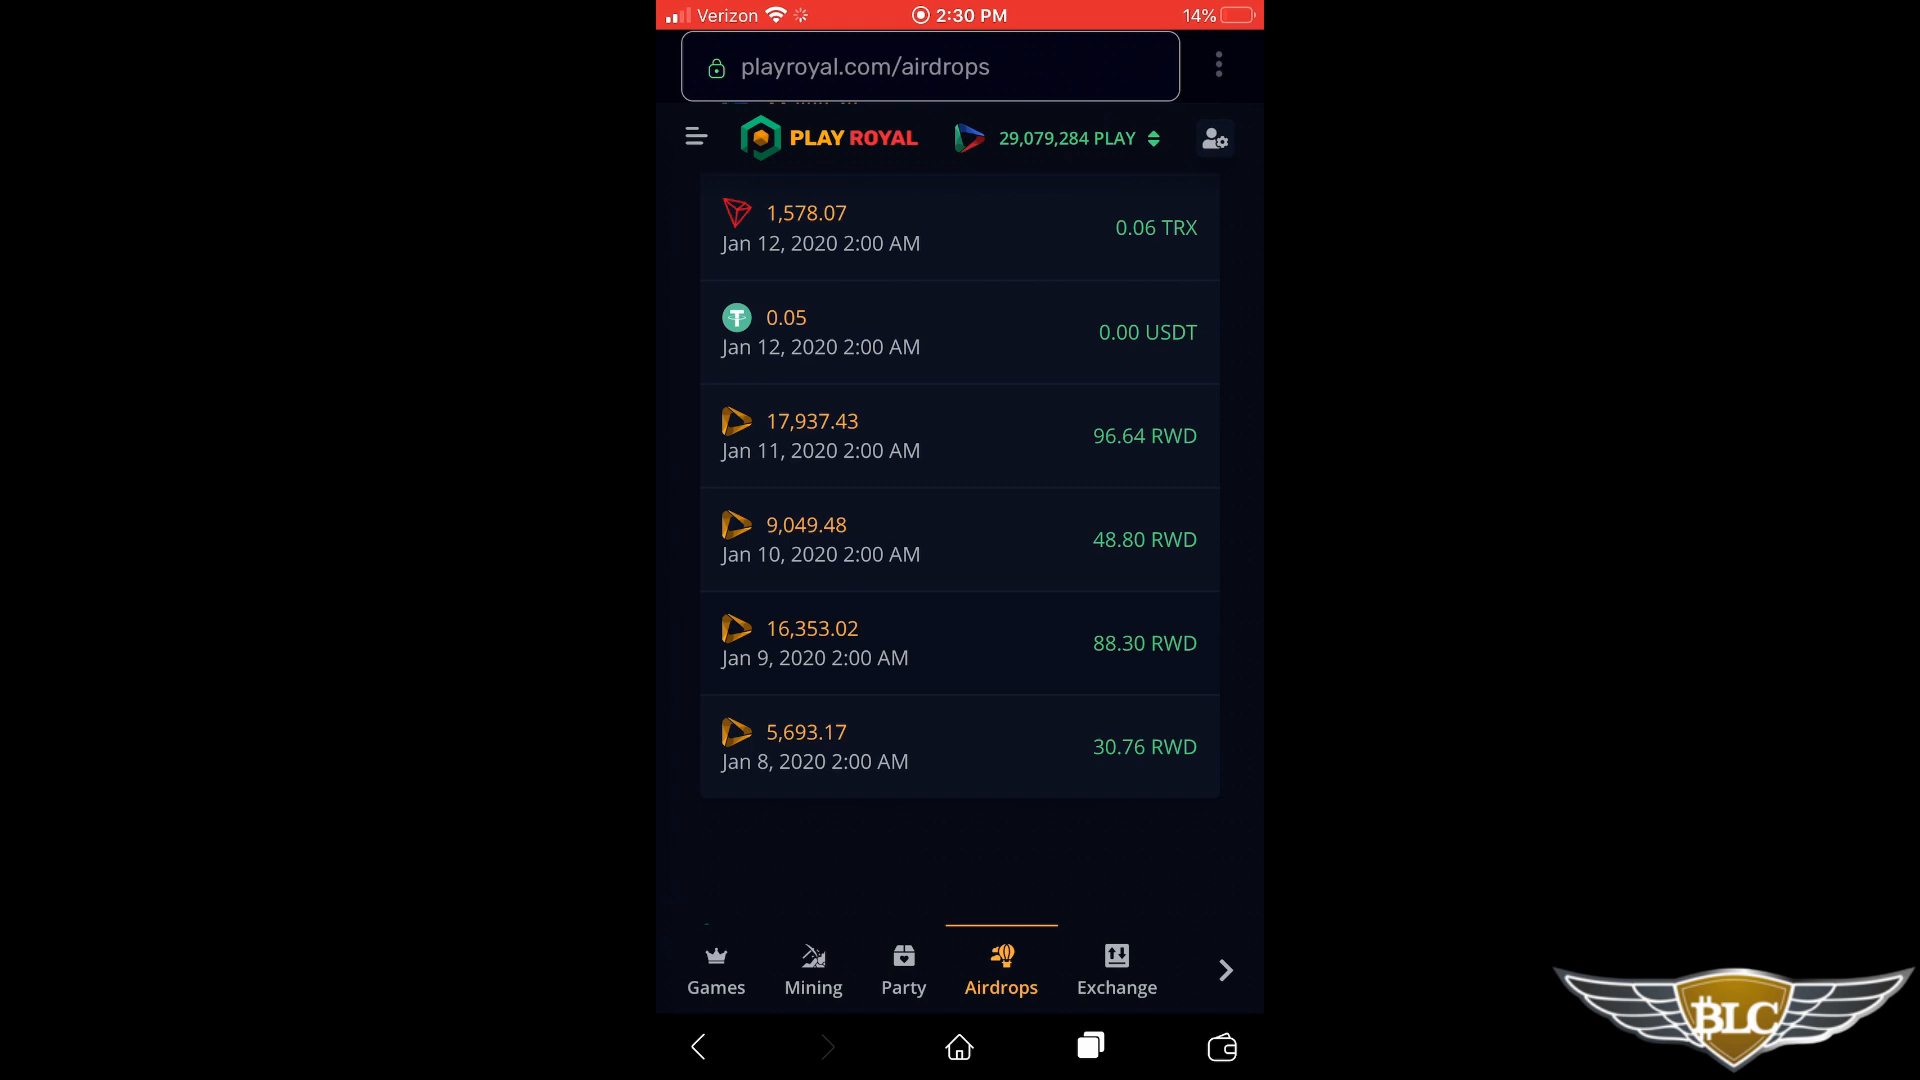 Verizon 2:30 PM 14%
playroyal.com/airdrops
PLAY ROYAL 29,079,284 PLAY
1,578.07
0.06 TRX
Jan 12, 2020 2:00 AM
0.05
0.00 USDT
Jan 12, 2020 2:00 AM
17,937.43
96.64 RWD
Jan 11, 2020 2:00 AM
9,049.48
48.80 RWD
Jan 10, 2020 2:00 AM
16,353.02
88.30 RWD
Jan 9, 2020 2:00 AM
5,693.17
30.76 RWD
Jan 8, 2020 2:00 AM
Games Mining Party Airdrops Exchange
BLC